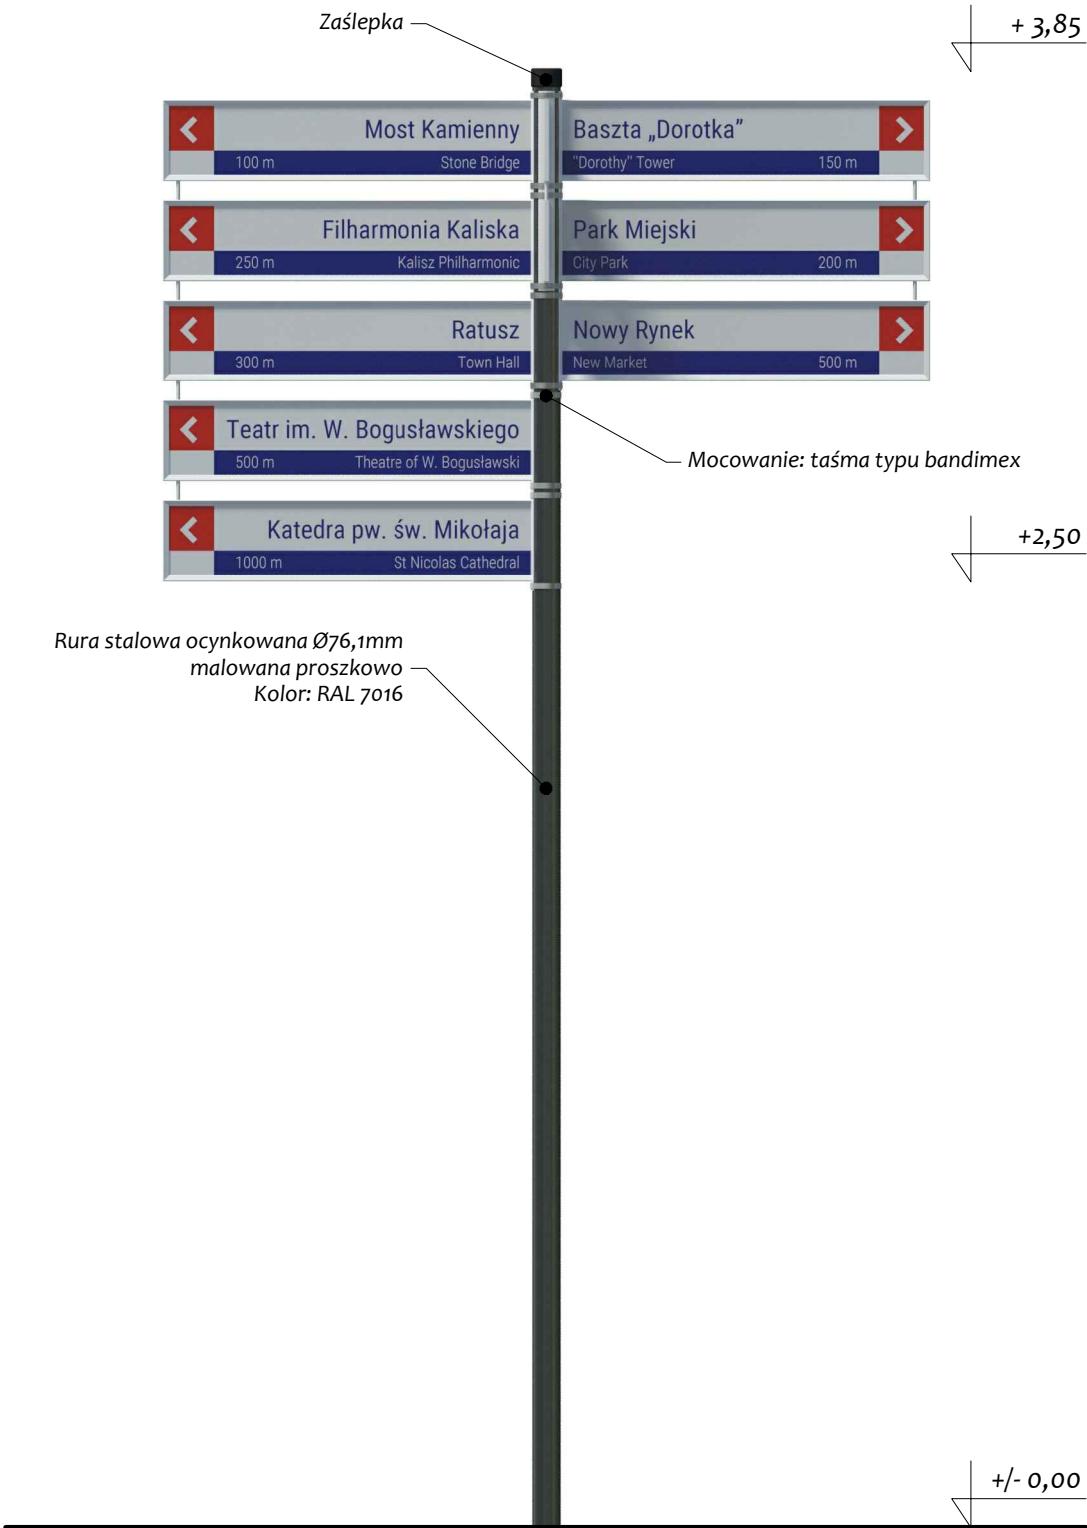 Zaślepka
+ 3,85
Most Kamienny
100 m Stone Bridge
Baszta „Dorotka”
"Dorothy" Tower 150 m
Filharmonia Kaliska
250 m Kalisz Philharmonic
Park Miejski
City Park 200 m
Ratusz
300 m Town Hall
Nowy Rynek
New Market 500 m
Teatr im. W. Bogusławskiego
500 m Theatre of W. Bogusławski
Mocowanie: taśma typu bandimex
Katedra pw. św. Mikołaja
1000 m St Nicolas Cathedral
+2,50
Rura stalowa ocynkowana Ø76,1mm
malowana proszkowo
Kolor: RAL 7016
+/- 0,00